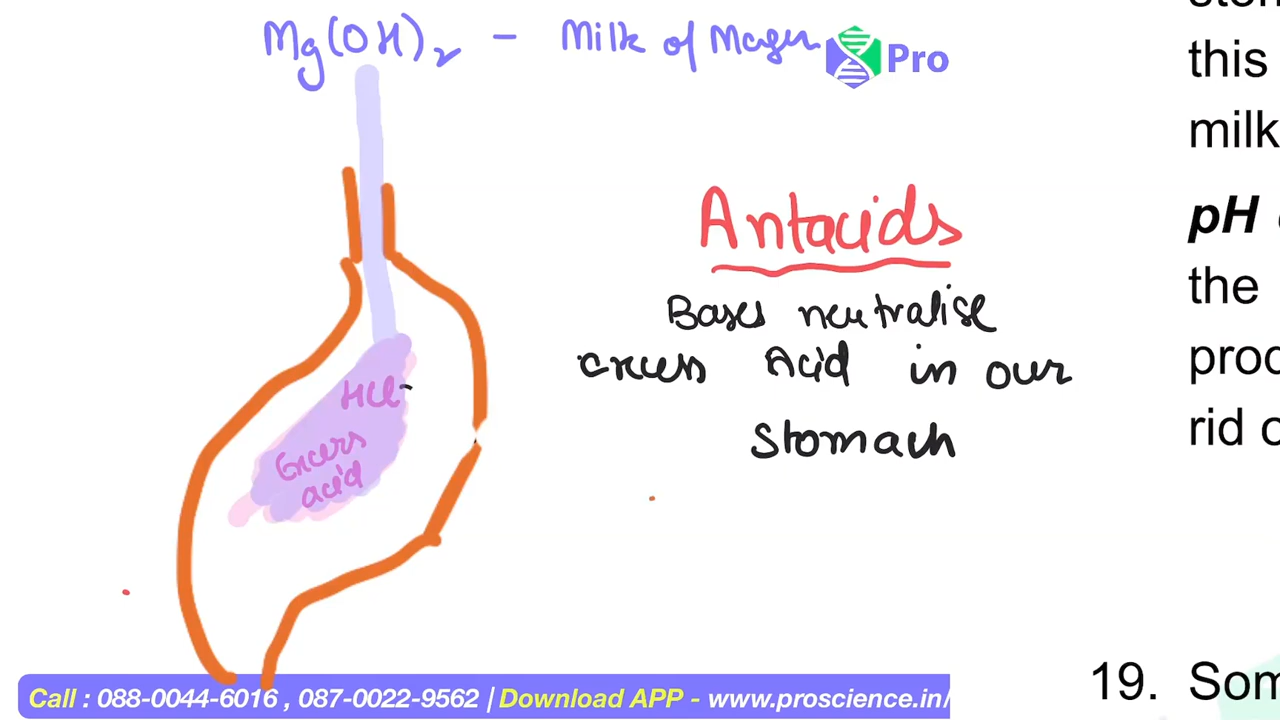 Mg(OH)₂ - Milk of Magen
Pro
Antacids
Bases neutralise
excess Acid in our
Stomach
HCl
Excess
acid
this
milk
pH
the
proc
rid o
19. Som
Call : 088-0044-6016 , 087-0022-9562 | Download APP - www.proscience.in/